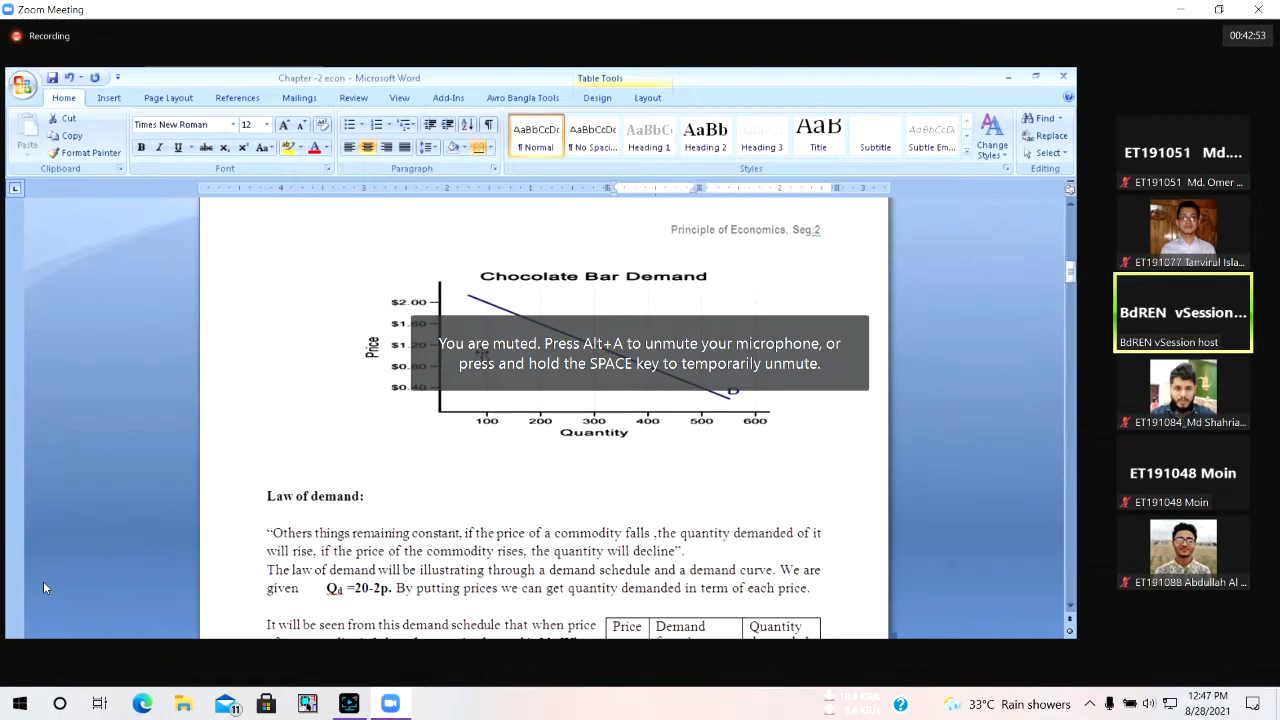 Zoom Meeting
Recording
00:42:53
Chapter -2 econ - Microsoft Word
Table Tools
Home Insert Page Layout References Mailings Review View Add-Ins Avro Bangla Tools Design Layout
Paste
Cut
Copy
Format Painter
Clipboard
Times New Roman 12
Font
Paragraph
AaBbCcDc
¶ Normal
AaBbCcDc
¶ No Spaci...
AaBbC
Heading 1
AaBb
Heading 2
AaBbCc
Heading 3
AaB
Title
AaBbCc
Subtitle
AaBbCcDc
Subtle Em...
Change Styles
Styles
Find
Replace
Select
Editing
Principle of Economics, Seg:2
Chocolate Bar Demand
$2.00
Price
You are muted. Press Alt+A to unmute your microphone, or
press and hold the SPACE key to temporarily unmute.
100 200 300 400 500 600
Quantity
Law of demand:
“Others things remaining constant, if the price of a commodity falls ,the quantity demanded of it
will rise, if the price of the commodity rises, the quantity will decline”.
The law of demand will be illustrating through a demand schedule and a demand curve. We are
given Qd =20-2p. By putting prices we can get quantity demanded in term of each price.
It will be seen from this demand schedule that when price
Price Demand Quantity
ET191051 Md....
ET191051 Md. Omer ...
ET191077 Tanvirul Isla...
BdREN vSession...
BdREN vSession host
ET191084_Md Shahria...
ET191048 Moin
ET191048 Moin
ET191088 Abdullah Al ...
11
33°C Rain showers
12:47 PM
8/28/2021